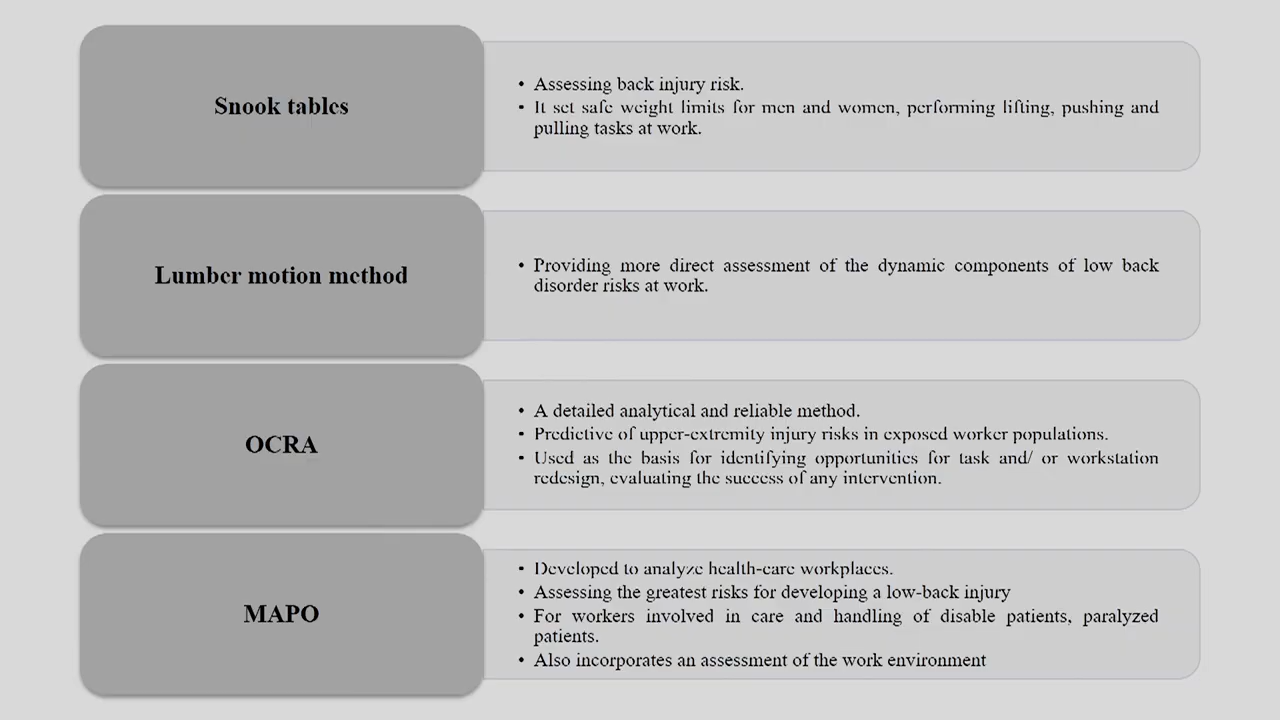 Snook tables
• Assessing back injury risk.
• It set safe weight limits for men and women, performing lifting, pushing and
pulling tasks at work.
Lumber motion method
• Providing more direct assessment of the dynamic components of low back
disorder risks at work.
OCRA
• A detailed analytical and reliable method.
• Predictive of upper-extremity injury risks in exposed worker populations.
• Used as the basis for identifying opportunities for task and/ or workstation
redesign, evaluating the success of any intervention.
MAPO
• Developed to analyze health-care workplaces.
• Assessing the greatest risks for developing a low-back injury
• For workers involved in care and handling of disable patients, paralyzed
patients.
• Also incorporates an assessment of the work environment